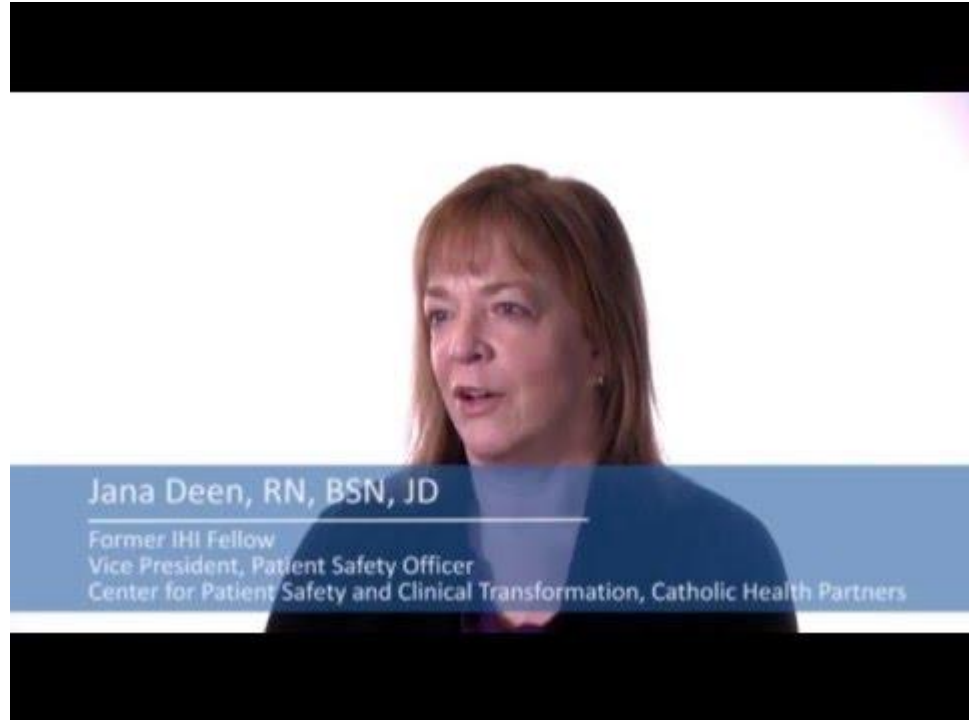 Jana Deen, RN, BSN, JD
Former IHI Fellow
Vice President, Patient Safety Officer
Center for Patient Safety and Clinical Transformation, Catholic Health Partners